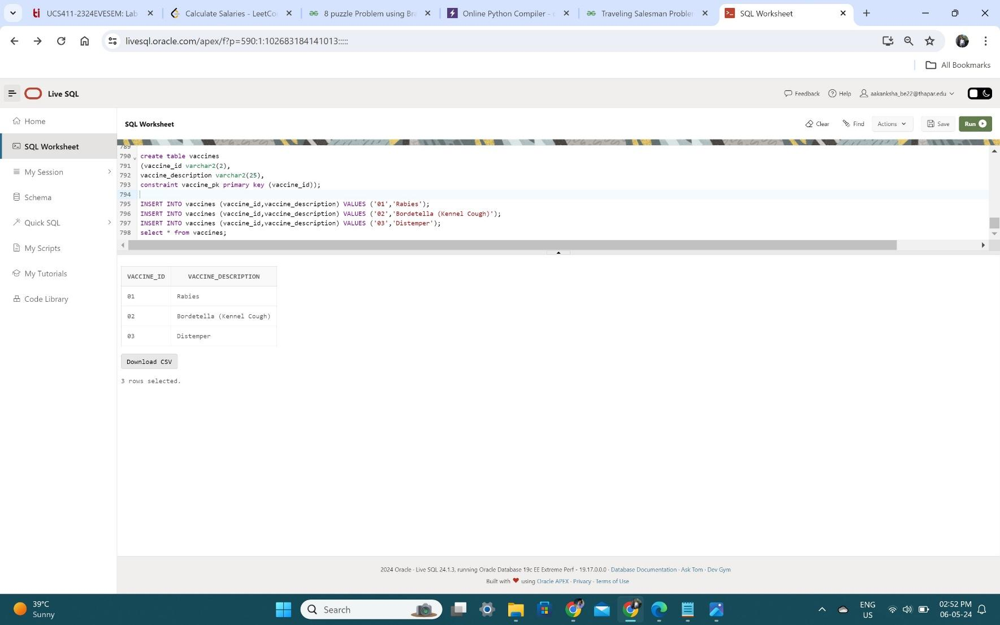 UCS411-2324EVESEM: Lab
Calculate Salaries - LeetCo
8 puzzle Problem using Bra
Online Python Compiler -
Traveling Salesman Probler
SQL Worksheet
livesql.oracle.com/apex/f?p=590:1:102683184141013:::::
All Bookmarks
Live SQL
Feedback
Help
aakanksha_be22@thapar.edu
Home
SQL Worksheet
My Session
Schema
Quick SQL
My Scripts
My Tutorials
Code Library
SQL Worksheet
Clear
Find
Actions
Save
Run
789
790 create table vaccines
791 (vaccine_id varchar2(2),
792 vaccine_description varchar2(25),
793 constraint vaccine_pk primary key (vaccine_id));
794
795 INSERT INTO vaccines (vaccine_id,vaccine_description) VALUES ('01','Rabies');
796 INSERT INTO vaccines (vaccine_id,vaccine_description) VALUES ('02','Bordetella (Kennel Cough)');
797 INSERT INTO vaccines (vaccine_id,vaccine_description) VALUES ('03','Distemper');
798 select * from vaccines;
VACCINE_ID VACCINE_DESCRIPTION
01 Rabies
02 Bordetella (Kennel Cough)
03 Distemper
Download CSV
3 rows selected.
2024 Oracle · Live SQL 24.1.3, running Oracle Database 19c EE Extreme Perf - 19.17.0.0.0 · Database Documentation · Ask Tom · Dev Gym
Built with ♥ using Oracle APEX · Privacy · Terms of Use
39°C
Sunny
Search
ENG
US
02:52 PM
06-05-24